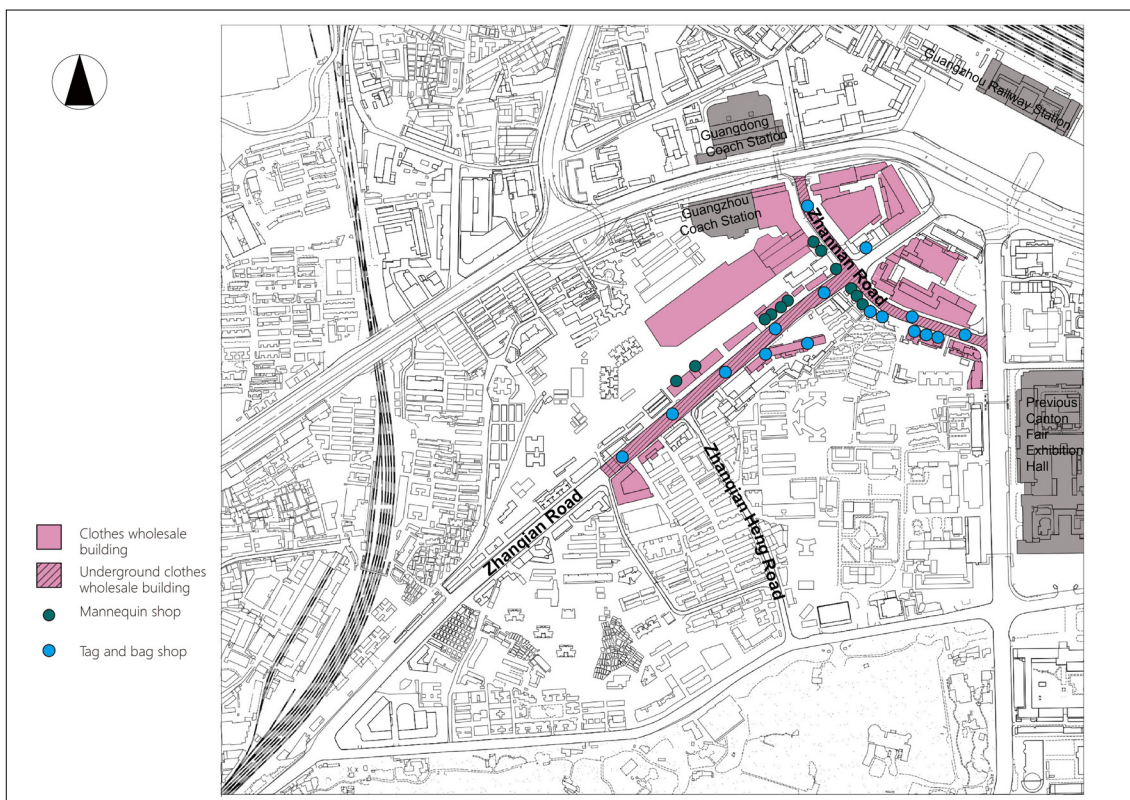 Guangzhou Railway Station
Guangdong
Coach Station
Guangzhou
Coach Station
Zhannan Road
Previous
Canton
Fair
Exhibition
Hall
Zhanqian Heng Road
Zhanqian Road
Clothes wholesale
building
Underground clothes
wholesale building
Mannequin shop
Tag and bag shop